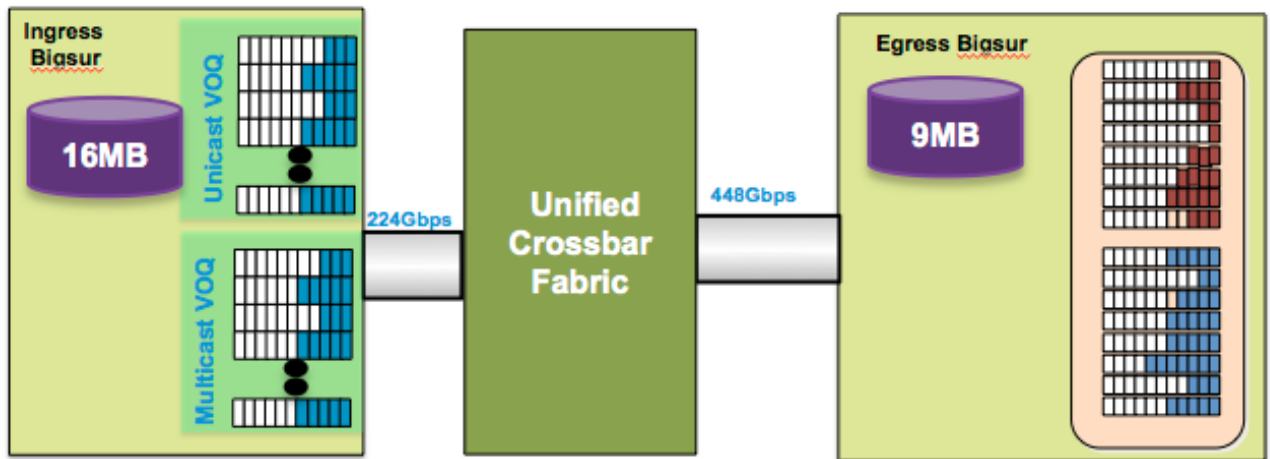 Ingress
Bigsur
16MB
Unicast VOQ
Multicast VOQ
224Gbps
Unified
Crossbar
Fabric
448Gbps
Egress Bigsur
9MB